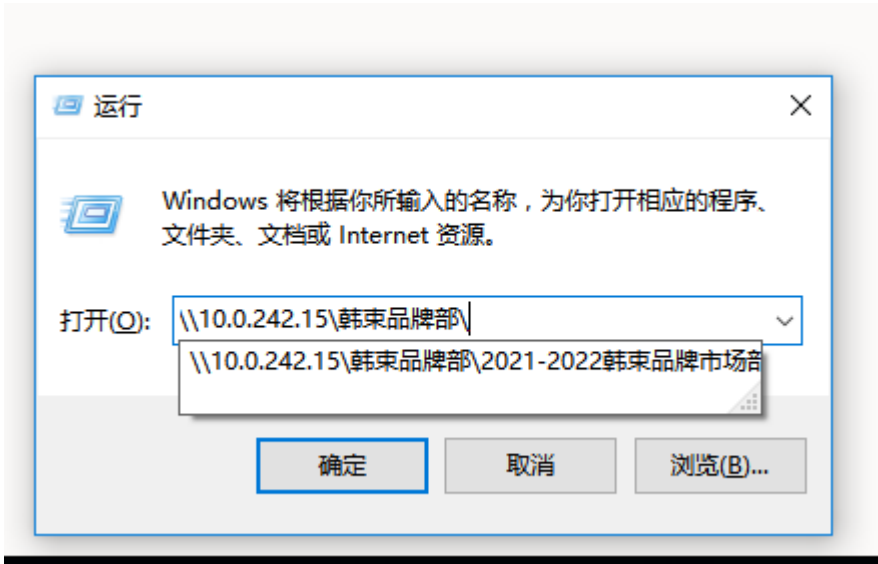 运行
Windows 将根据你所输入的名称，为你打开相应的程序、
文件夹、文档或 Internet 资源。
打开(O): \\10.0.242.15\韩束品牌部\
\\10.0.242.15\韩束品牌部\2021-2022韩束品牌市场部
确定 取消 浏览(B)...